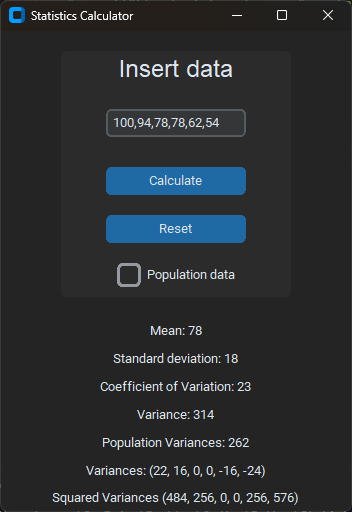 Statistics Calculator
Insert data
100,94,78,78,62,54
Calculate
Reset
Population data
Mean: 78
Standard deviation: 18
Coefficient of Variation: 23
Variance: 314
Population Variances: 262
Variances: (22, 16, 0, 0, -16, -24)
Squared Variances (484, 256, 0, 0, 256, 576)